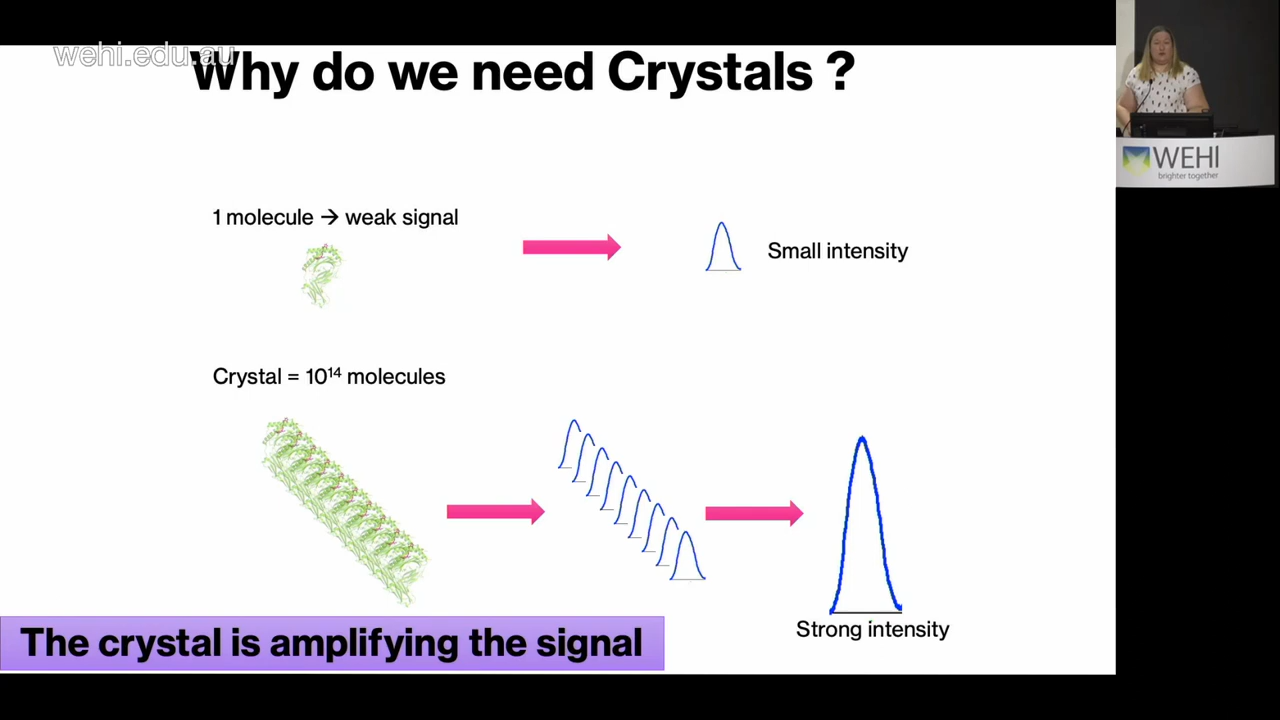 wehi.edu.au
Why do we need Crystals ?
WEHI
brighter together
1 molecule → weak signal
Small intensity
Crystal = 10¹⁴ molecules
Strong intensity
The crystal is amplifying the signal